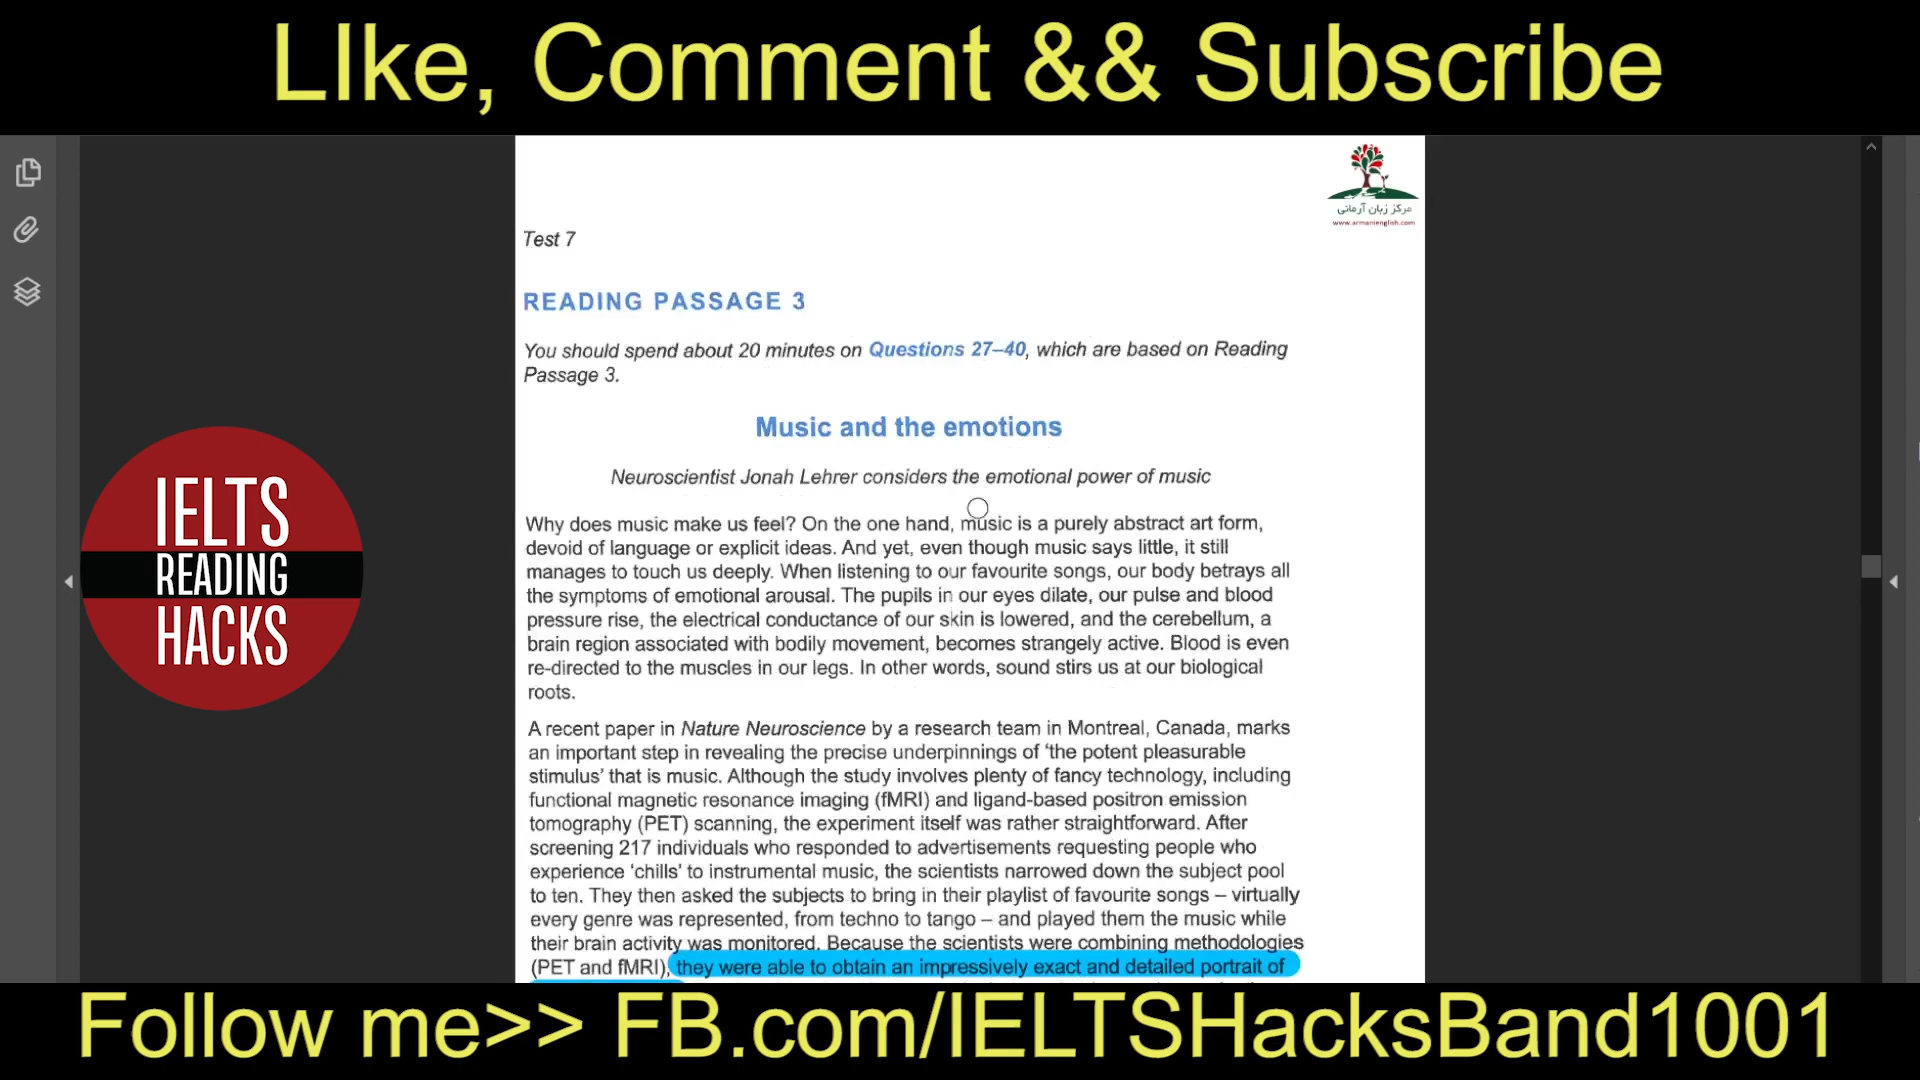 LIke, Comment && Subscribe
مرکز زبان آرمانی
www.armanienglish.com
Test 7
READING PASSAGE 3
You should spend about 20 minutes on Questions 27–40, which are based on Reading
Passage 3.
Music and the emotions
Neuroscientist Jonah Lehrer considers the emotional power of music
Why does music make us feel? On the one hand, music is a purely abstract art form,
devoid of language or explicit ideas. And yet, even though music says little, it still
manages to touch us deeply. When listening to our favourite songs, our body betrays all
the symptoms of emotional arousal. The pupils in our eyes dilate, our pulse and blood
pressure rise, the electrical conductance of our skin is lowered, and the cerebellum, a
brain region associated with bodily movement, becomes strangely active. Blood is even
re-directed to the muscles in our legs. In other words, sound stirs us at our biological
roots.
A recent paper in Nature Neuroscience by a research team in Montreal, Canada, marks
an important step in revealing the precise underpinnings of ‘the potent pleasurable
stimulus’ that is music. Although the study involves plenty of fancy technology, including
functional magnetic resonance imaging (fMRI) and ligand-based positron emission
tomography (PET) scanning, the experiment itself was rather straightforward. After
screening 217 individuals who responded to advertisements requesting people who
experience ‘chills’ to instrumental music, the scientists narrowed down the subject pool
to ten. They then asked the subjects to bring in their playlist of favourite songs – virtually
every genre was represented, from techno to tango – and played them the music while
their brain activity was monitored. Because the scientists were combining methodologies
(PET and fMRI), they were able to obtain an impressively exact and detailed portrait of
IELTS
READING
HACKS
Follow me>> FB.com/IELTSHacksBand1001